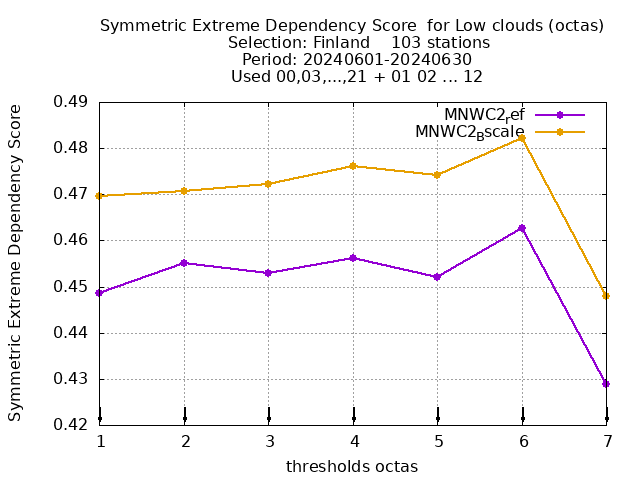 Symmetric Extreme Dependency Score  for Low clouds (octas)
Selection: Finland    103 stations
Period: 20240601-20240630
Used 00,03,...,21 + 01 02 ... 12
Symmetric Extreme Dependency Score
0.49
0.48
0.47
0.46
0.45
0.44
0.43
0.42
MNWC2_ref
MNWC2_Bscale
1 2 3 4 5 6 7
thresholds octas